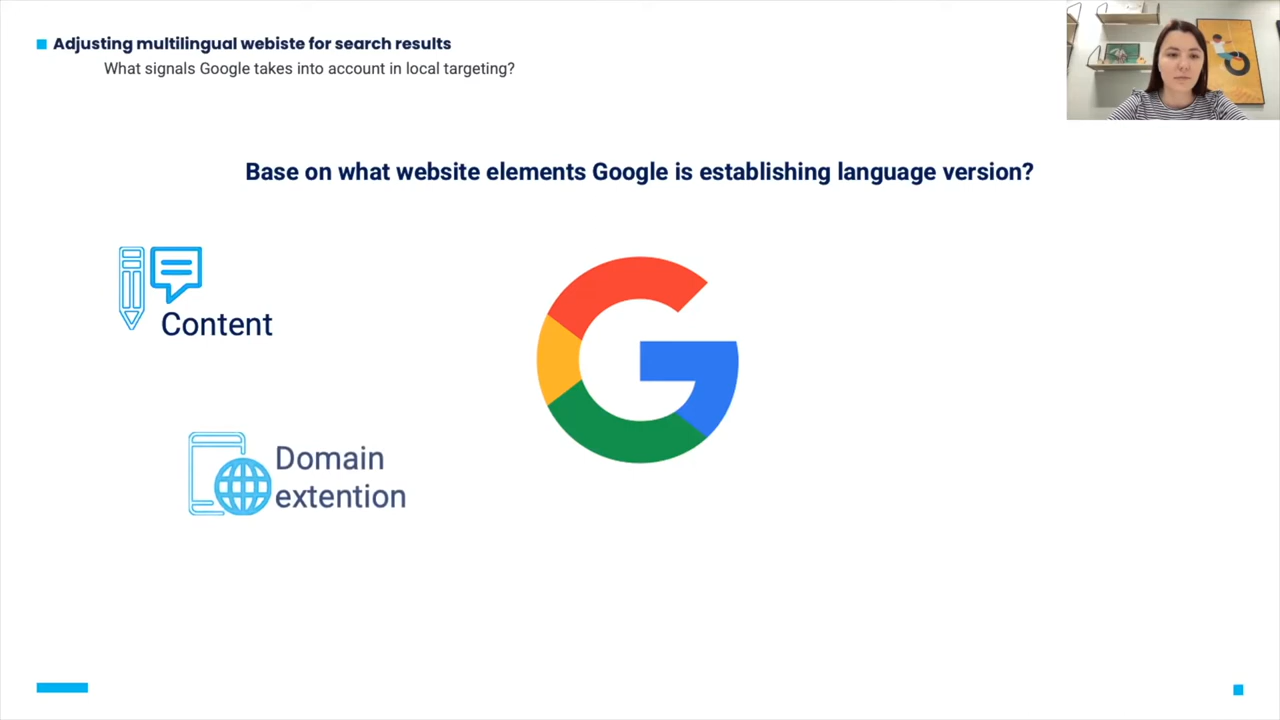 Adjusting multilingual webiste for search results
What signals Google takes into account in local targeting?
Base on what website elements Google is establishing language version?
Content
Domain
extention